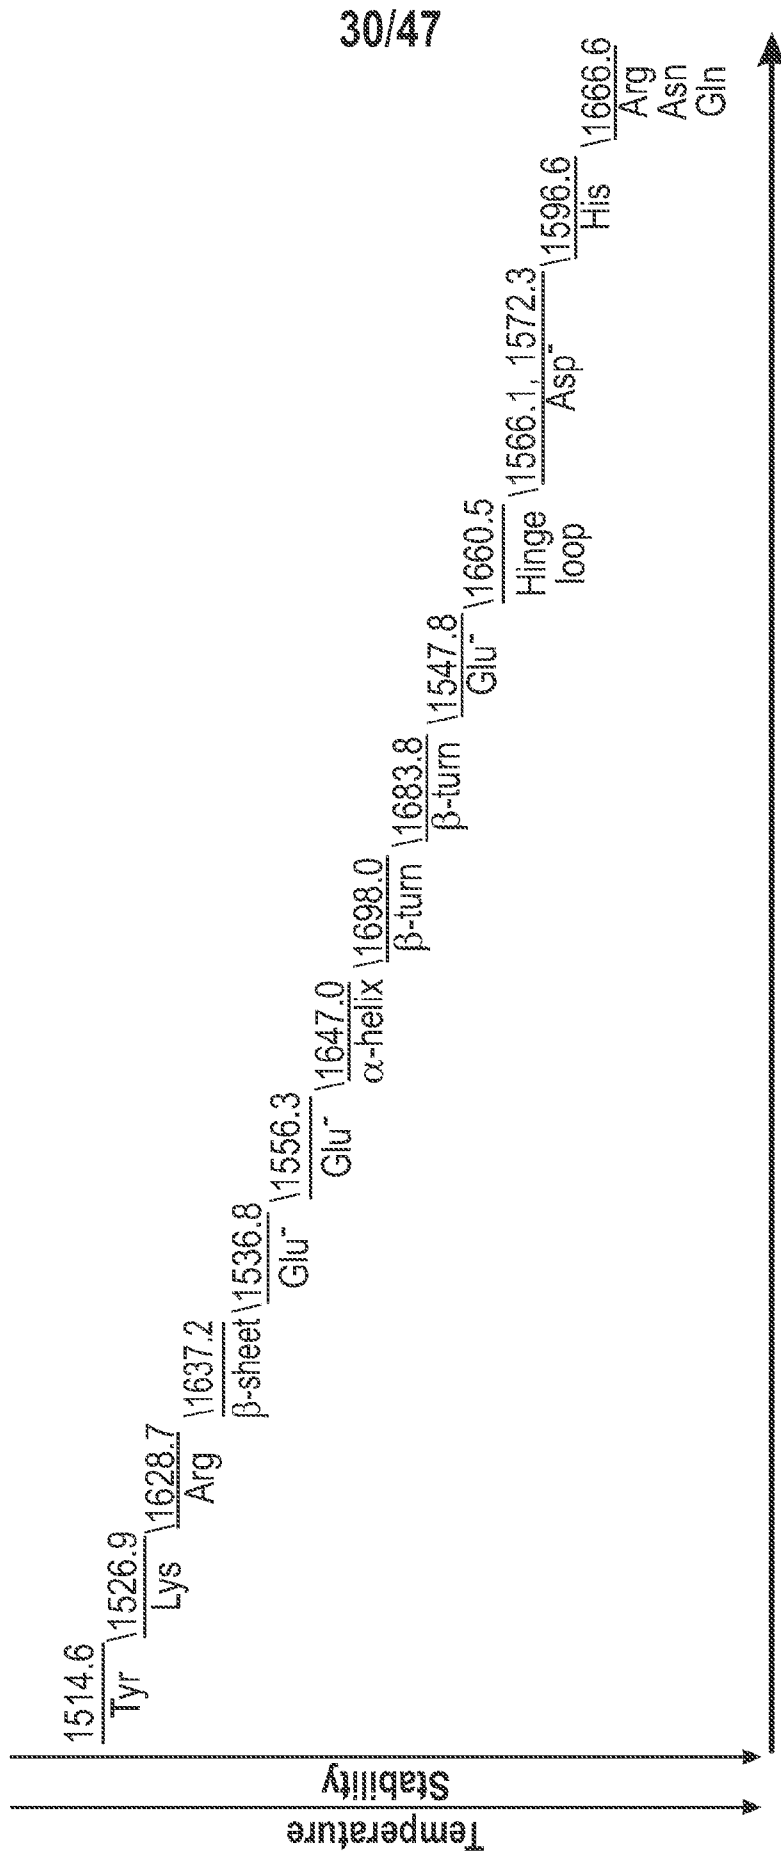 30/47
Temperature
Stability
1514.6
Tyr
\1526.9
Lys
\1628.7
Arg
\1637.2
β-sheet
\1536.8
Glu⁻
\1556.3
Glu⁻
\1647.0
α-helix
\1698.0
β-turn
\1683.8
β-turn
\1547.8
Glu⁻
\1660.5
Hinge
loop
\1566.1, 1572.3
Asp⁻
\1596.6
His
\1666.6
Arg
Asn
Gln